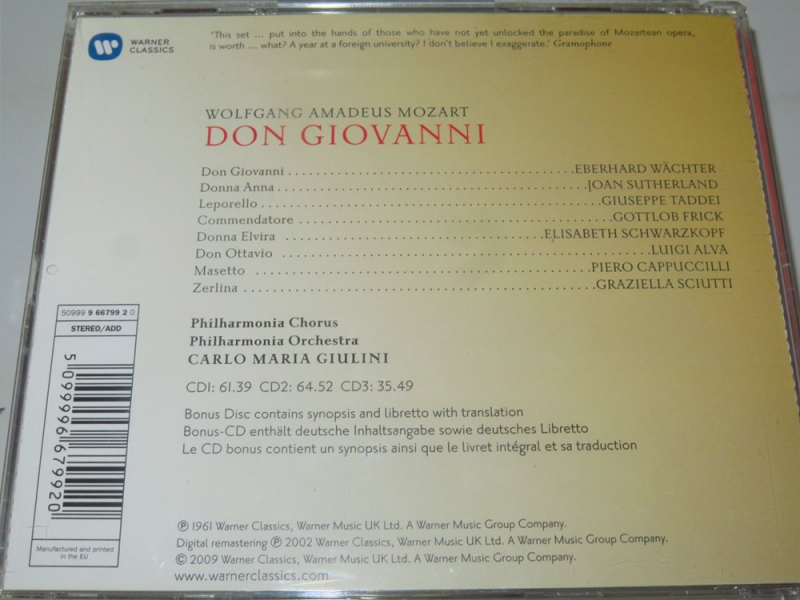 WARNER
CLASSICS
'This set ... put into the hands of those who have not yet unlocked the paradise of Mozartean opera,
is worth ... what? A year at a foreign university? I don't believe I exaggerate.' Gramophone
WOLFGANG AMADEUS MOZART
DON GIOVANNI
Don Giovanni ........................................ EBERHARD WÄCHTER
Donna Anna ........................................ JOAN SUTHERLAND
Leporello ........................................ GIUSEPPE TADDEI
Commendatore ........................................ GOTTLOB FRICK
Donna Elvira ........................................ ELISABETH SCHWARZKOPF
Don Ottavio ........................................ LUIGI ALVA
Masetto ........................................ PIERO CAPPUCCILLI
Zerlina ........................................ GRAZIELLA SCIUTTI
50999 9 66799 2 0
STEREO/ADD
5 099996 679920
Manufactured and printed
in the EU
Philharmonia Chorus
Philharmonia Orchestra
CARLO MARIA GIULINI
CD1: 61.39 CD2: 64.52 CD3: 35.49
Bonus Disc contains synopsis and libretto with translation
Bonus-CD enthält deutsche Inhaltsangabe sowie deutsches Libretto
Le CD bonus contient un synopsis ainsi que le livret intégral et sa traduction
℗ 1961 Warner Classics, Warner Music UK Ltd. A Warner Music Group Company.
Digital remastering ℗ 2002 Warner Classics, Warner Music UK Ltd. A Warner Music Group Company.
© 2009 Warner Classics, Warner Music UK Ltd. A Warner Music Group Company.
www.warnerclassics.com